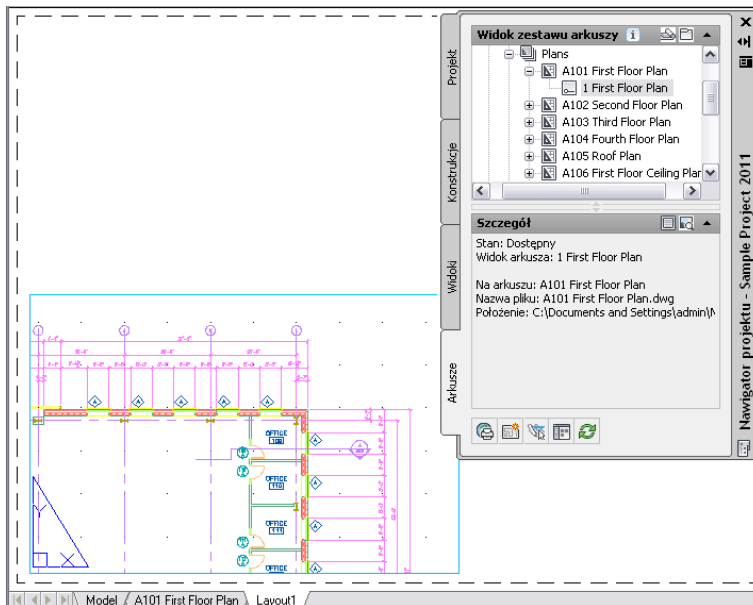 Widok zestawu arkuszy
Plans
A101 First Floor Plan
1 First Floor Plan
A102 Second Floor Plan
A103 Third Floor Plan
A104 Fourth Floor Plan
A105 Roof Plan
A106 First Floor Ceiling Plan
Szczegół
Stan: Dostępny
Widok arkusza: 1 First Floor Plan
Na arkuszu: A101 First Floor Plan
Nazwa pliku: A101 First Floor Plan.dwg
Położenie: C:\Documents and Settings\admin\
Projekt
Konstrukcje
Widoki
Arkusze
Nawigator projektu - Sample Project 2011
A A A A A
OFFICE
A
OFFICE
110
A
OFFICE
111
A
OFFICE
Y
X
Model
A101 First Floor Plan
Layout1